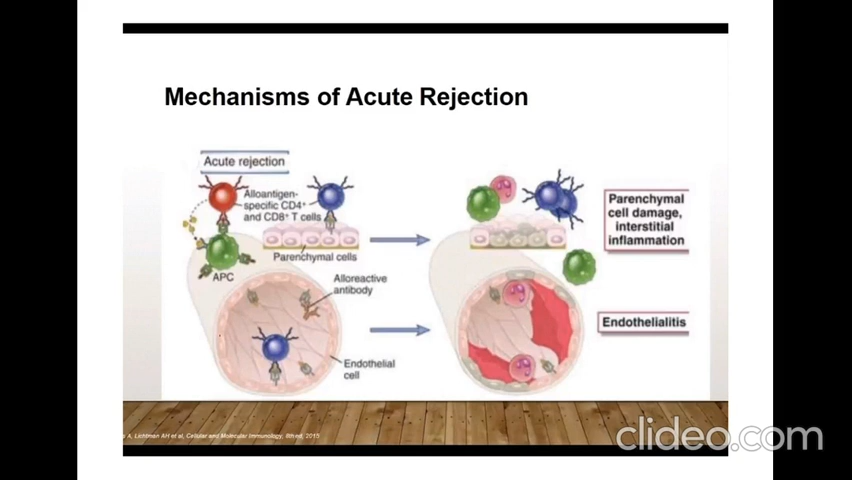 Mechanisms of Acute Rejection
Acute rejection
Alloantigen-
specific CD4+
and CD8+ T cells
Parenchymal cells
APC
Alloreactive
antibody
Endothelial
cell
Parenchymal
cell damage,
interstitial
inflammation
Endothelialitis
A, Lichtman AH et al, Cellular and Molecular Immunology, 8th ed, 2015
clideo.com